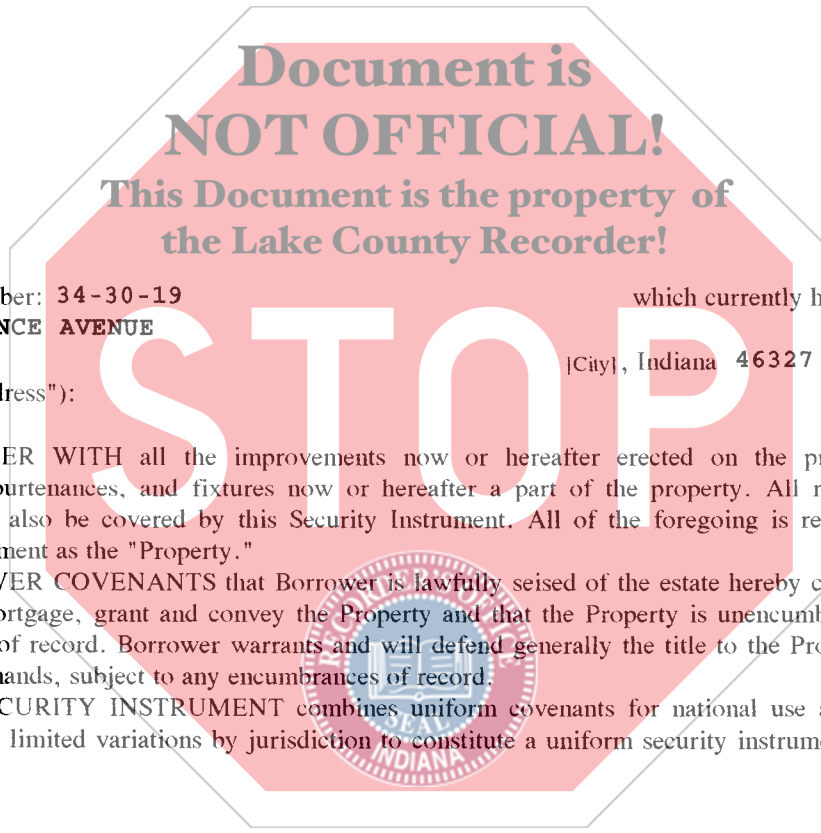 Document is
NOT OFFICIAL!
This Document is the property of
the Lake County Recorder!
ber: 34-30-19 which currently h
NCE AVENUE
[City], Indiana 46327
dress"):
STOP
ER WITH all the improvements now or hereafter erected on the pr
purtenances, and fixtures now or hereafter a part of the property. All r
also be covered by this Security Instrument. All of the foregoing is re
ment as the "Property."
VER COVENANTS that Borrower is lawfully seised of the estate hereby c
ortgage, grant and convey the Property and that the Property is unencumb
of record. Borrower warrants and will defend generally the title to the Pro
nands, subject to any encumbrances of record.
CURITY INSTRUMENT combines uniform covenants for national use a
limited variations by jurisdiction to constitute a uniform security instrume
RECORDER'S OFFICE
SEAL
INDIANA